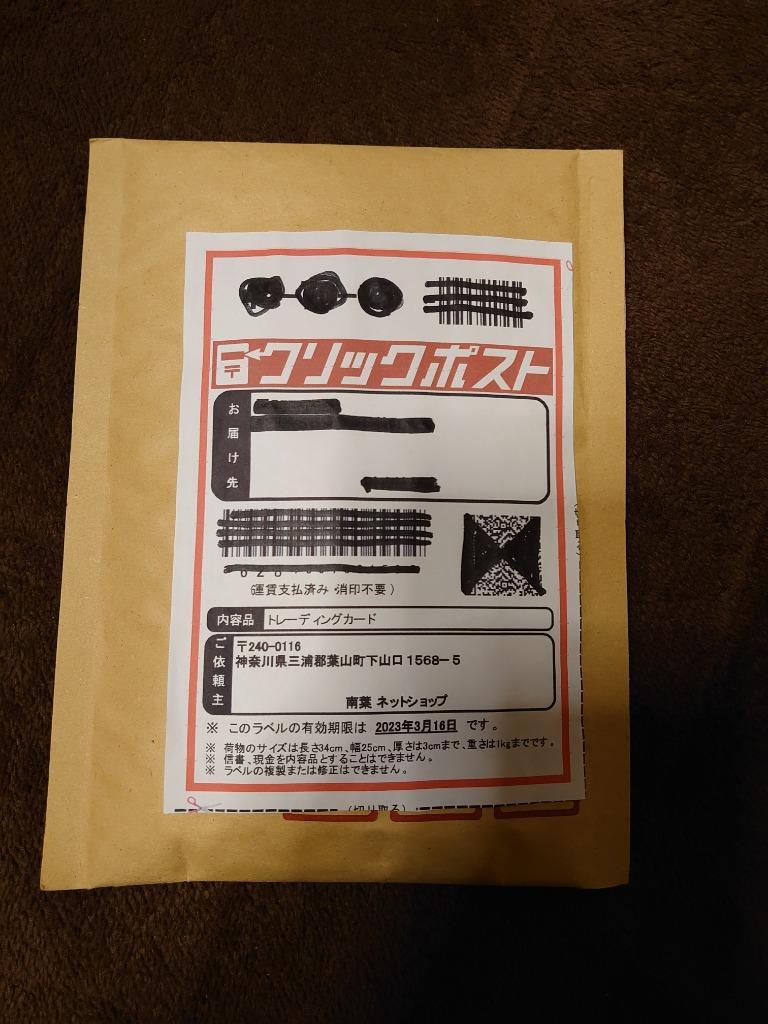 クリックポスト
お届け先
(運賃支払済み・消印不要)
内容品 トレーディングカード
ご依頼主
〒240-0116
神奈川県三浦郡葉山町下山口1568-5
南葉 ネットショップ
※ このラベルの有効期限は 2023年3月16日 です。
※ 荷物のサイズは長さ34cm、幅25cm、厚さは3cmまで、重さは1kgまでです。
※ 信書、現金を内容品とすることはできません。
※ ラベルの複製または修正はできません。
(切り取る)